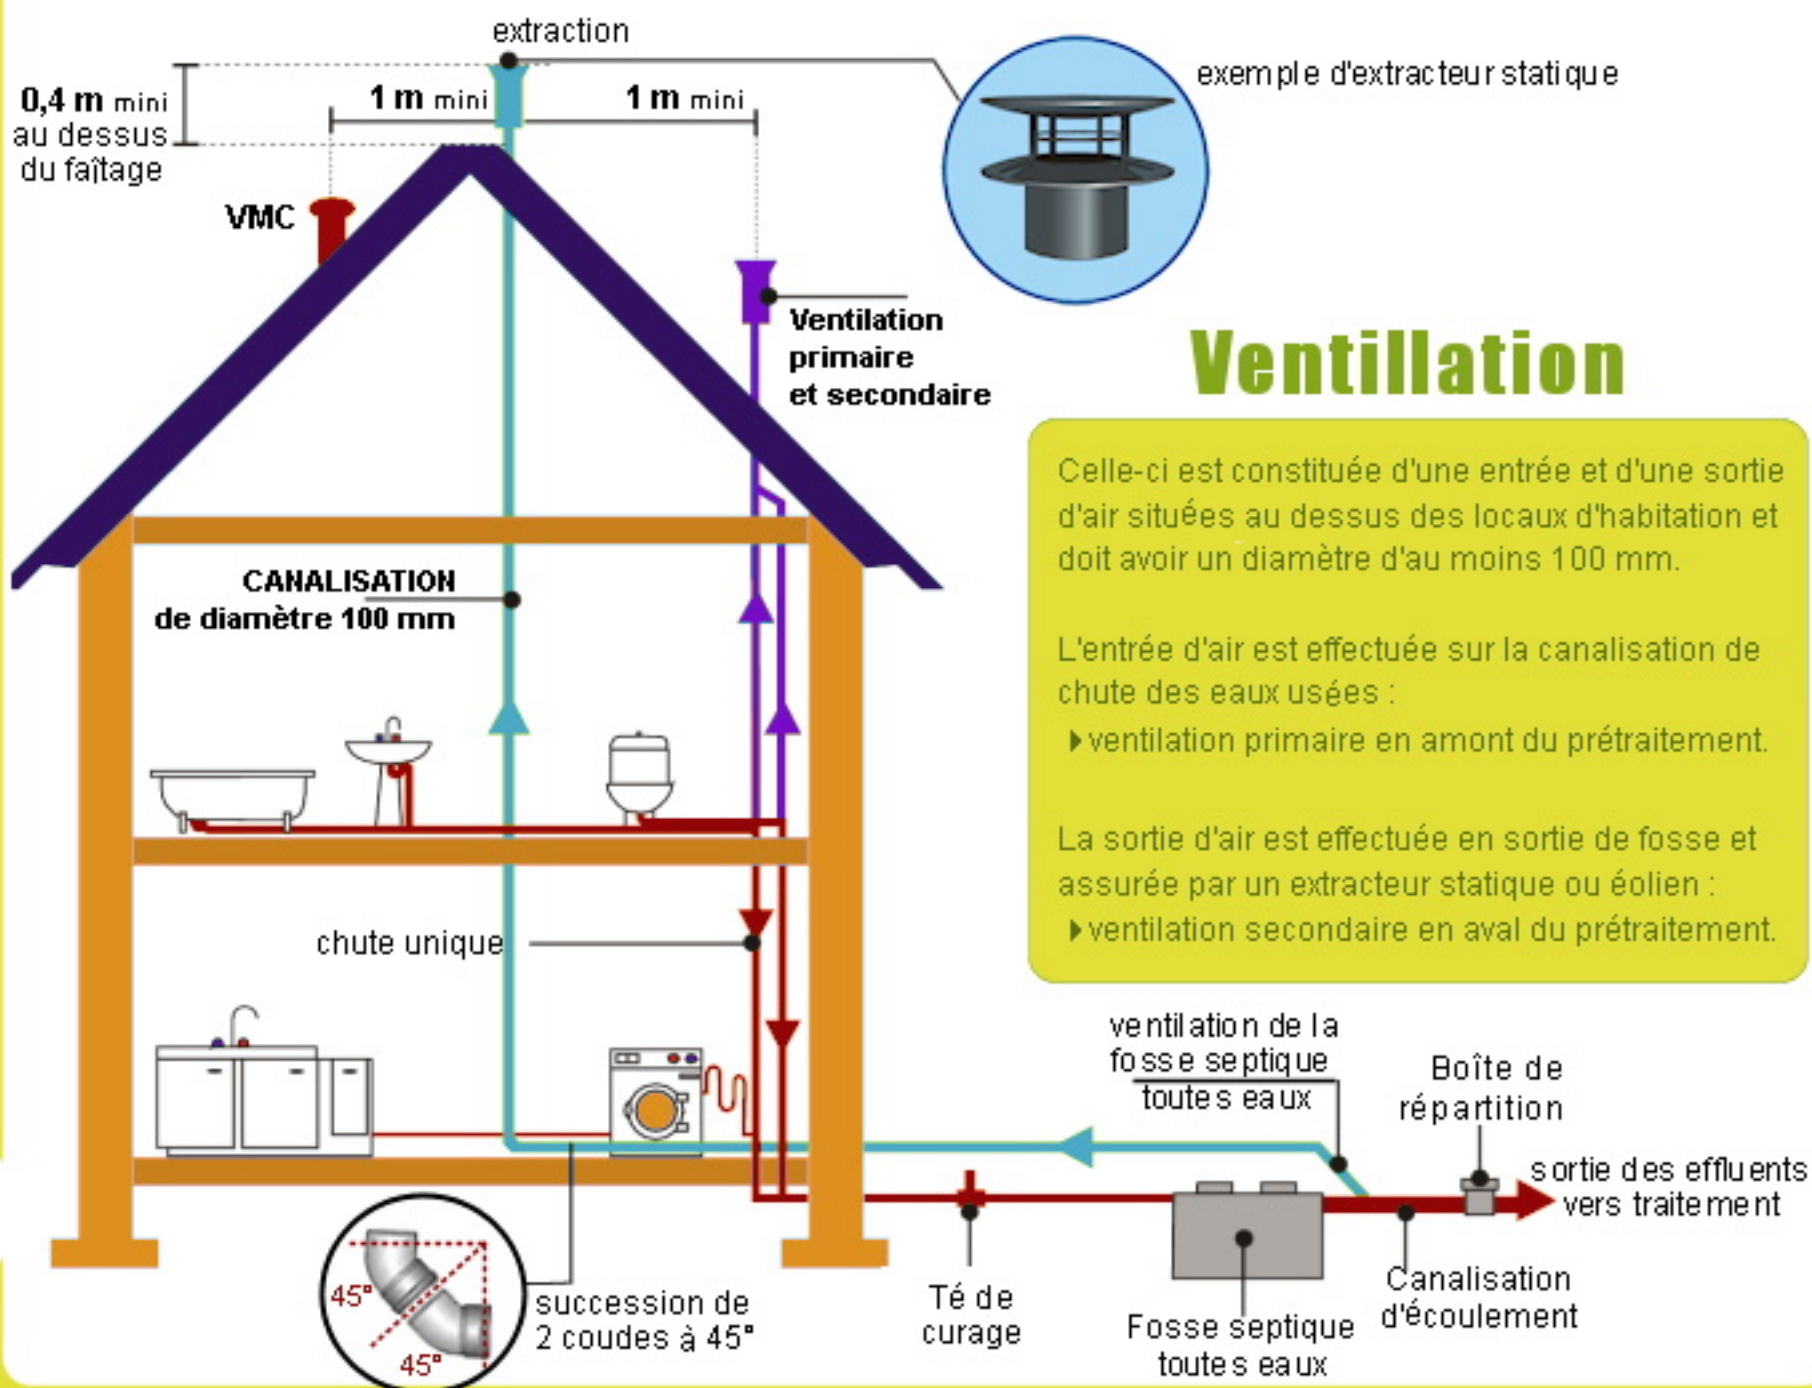 extraction
exemple d'extracteur statique
0,4 m mini
au dessus
du faîtage
1 m mini
1 m mini
VMC
Ventilation
primaire
et secondaire
Ventillation
Celle-ci est constituée d'une entrée et d'une sortie
d'air situées au dessus des locaux d'habitation et
doit avoir un diamètre d'au moins 100 mm.
L'entrée d'air est effectuée sur la canalisation de
chute des eaux usées :
ventilation primaire en amont du prétraitement.
La sortie d'air est effectuée en sortie de fosse et
assurée par un extracteur statique ou éolien :
ventilation secondaire en aval du prétraitement.
CANALISATION
de diamètre 100 mm
chute unique
ventilation de la
fosse septique
toutes eaux
Boîte de
répartition
sortie des effluents
vers traitement
45°
45°
succession de
2 coudes à 45°
Té de
curage
Fosse septique
toutes eaux
Canalisation
d'écoulement